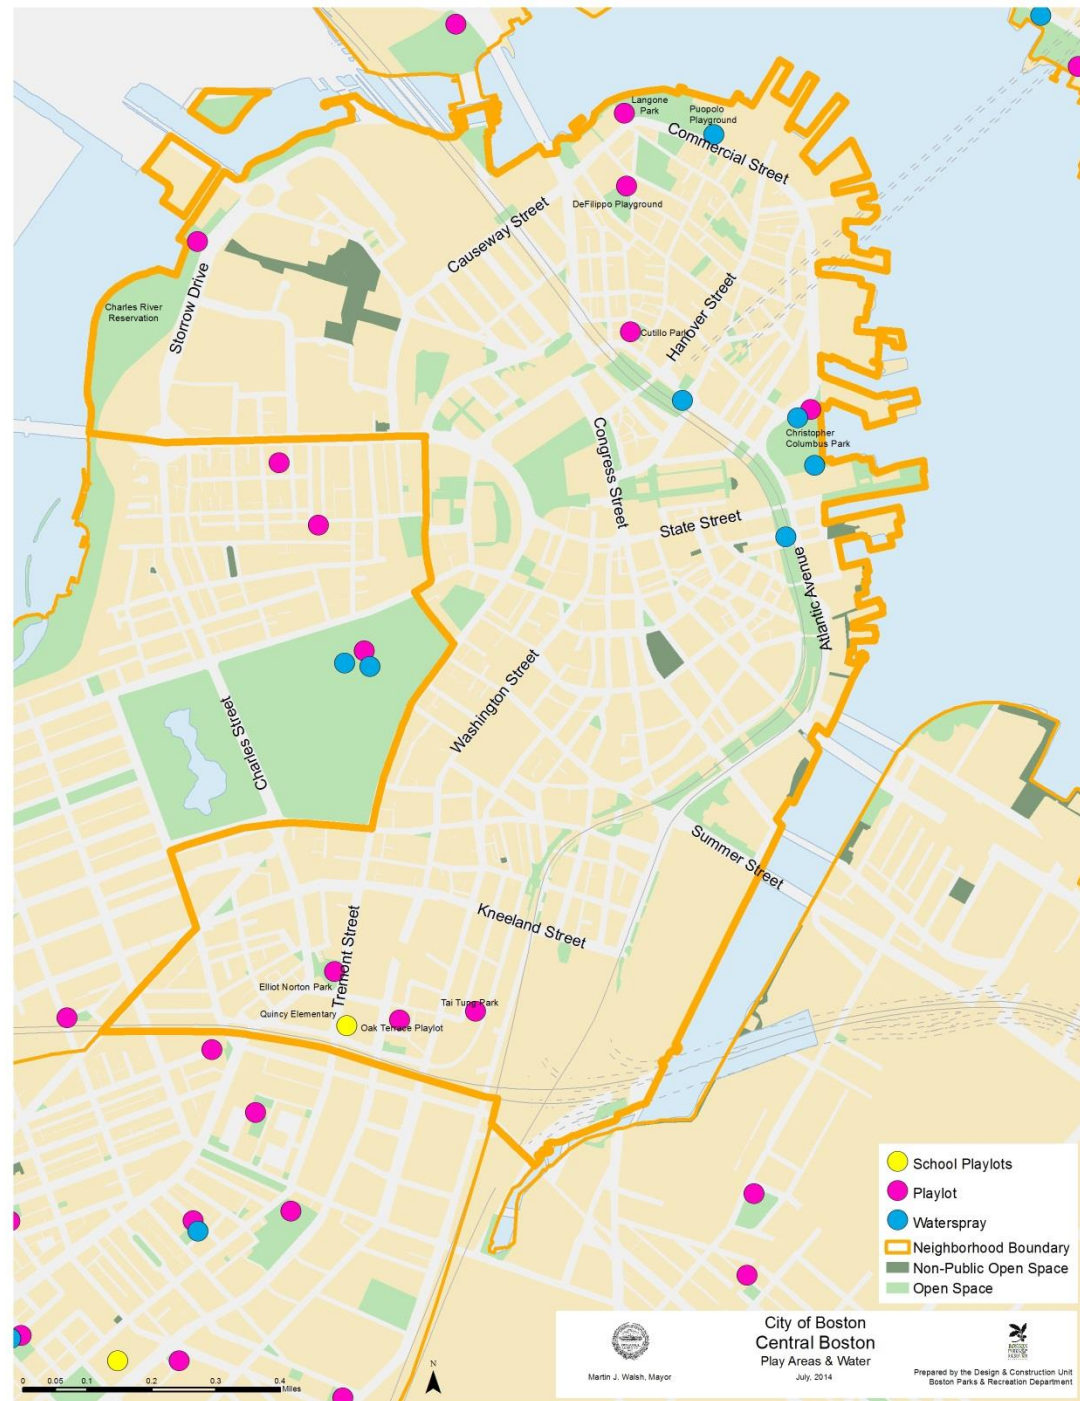 Langone
Park
Puopolo
Playground
Commercial Street
DeFilippo Playground
Causeway Street
Charles River
Reservation
Storrow Drive
Cutillo Park
Hanover Street
Christopher
Columbus Park
Congress Street
State Street
Atlantic Avenue
Washington Street
Charles Street
Summer Street
Kneeland Street
Tremont Street
Elliot Norton Park
Quincy Elementary
Oak Terrace Playlot
Tai Tung Park
School Playlots
Playlot
Waterspray
Neighborhood Boundary
Non-Public Open Space
Open Space
City of Boston
Central Boston
Play Areas & Water
July, 2014
Martin J. Walsh, Mayor
Prepared by the Design & Construction Unit
Boston Parks & Recreation Department
0 0.05 0.1 0.2 0.3 0.4
Miles
N